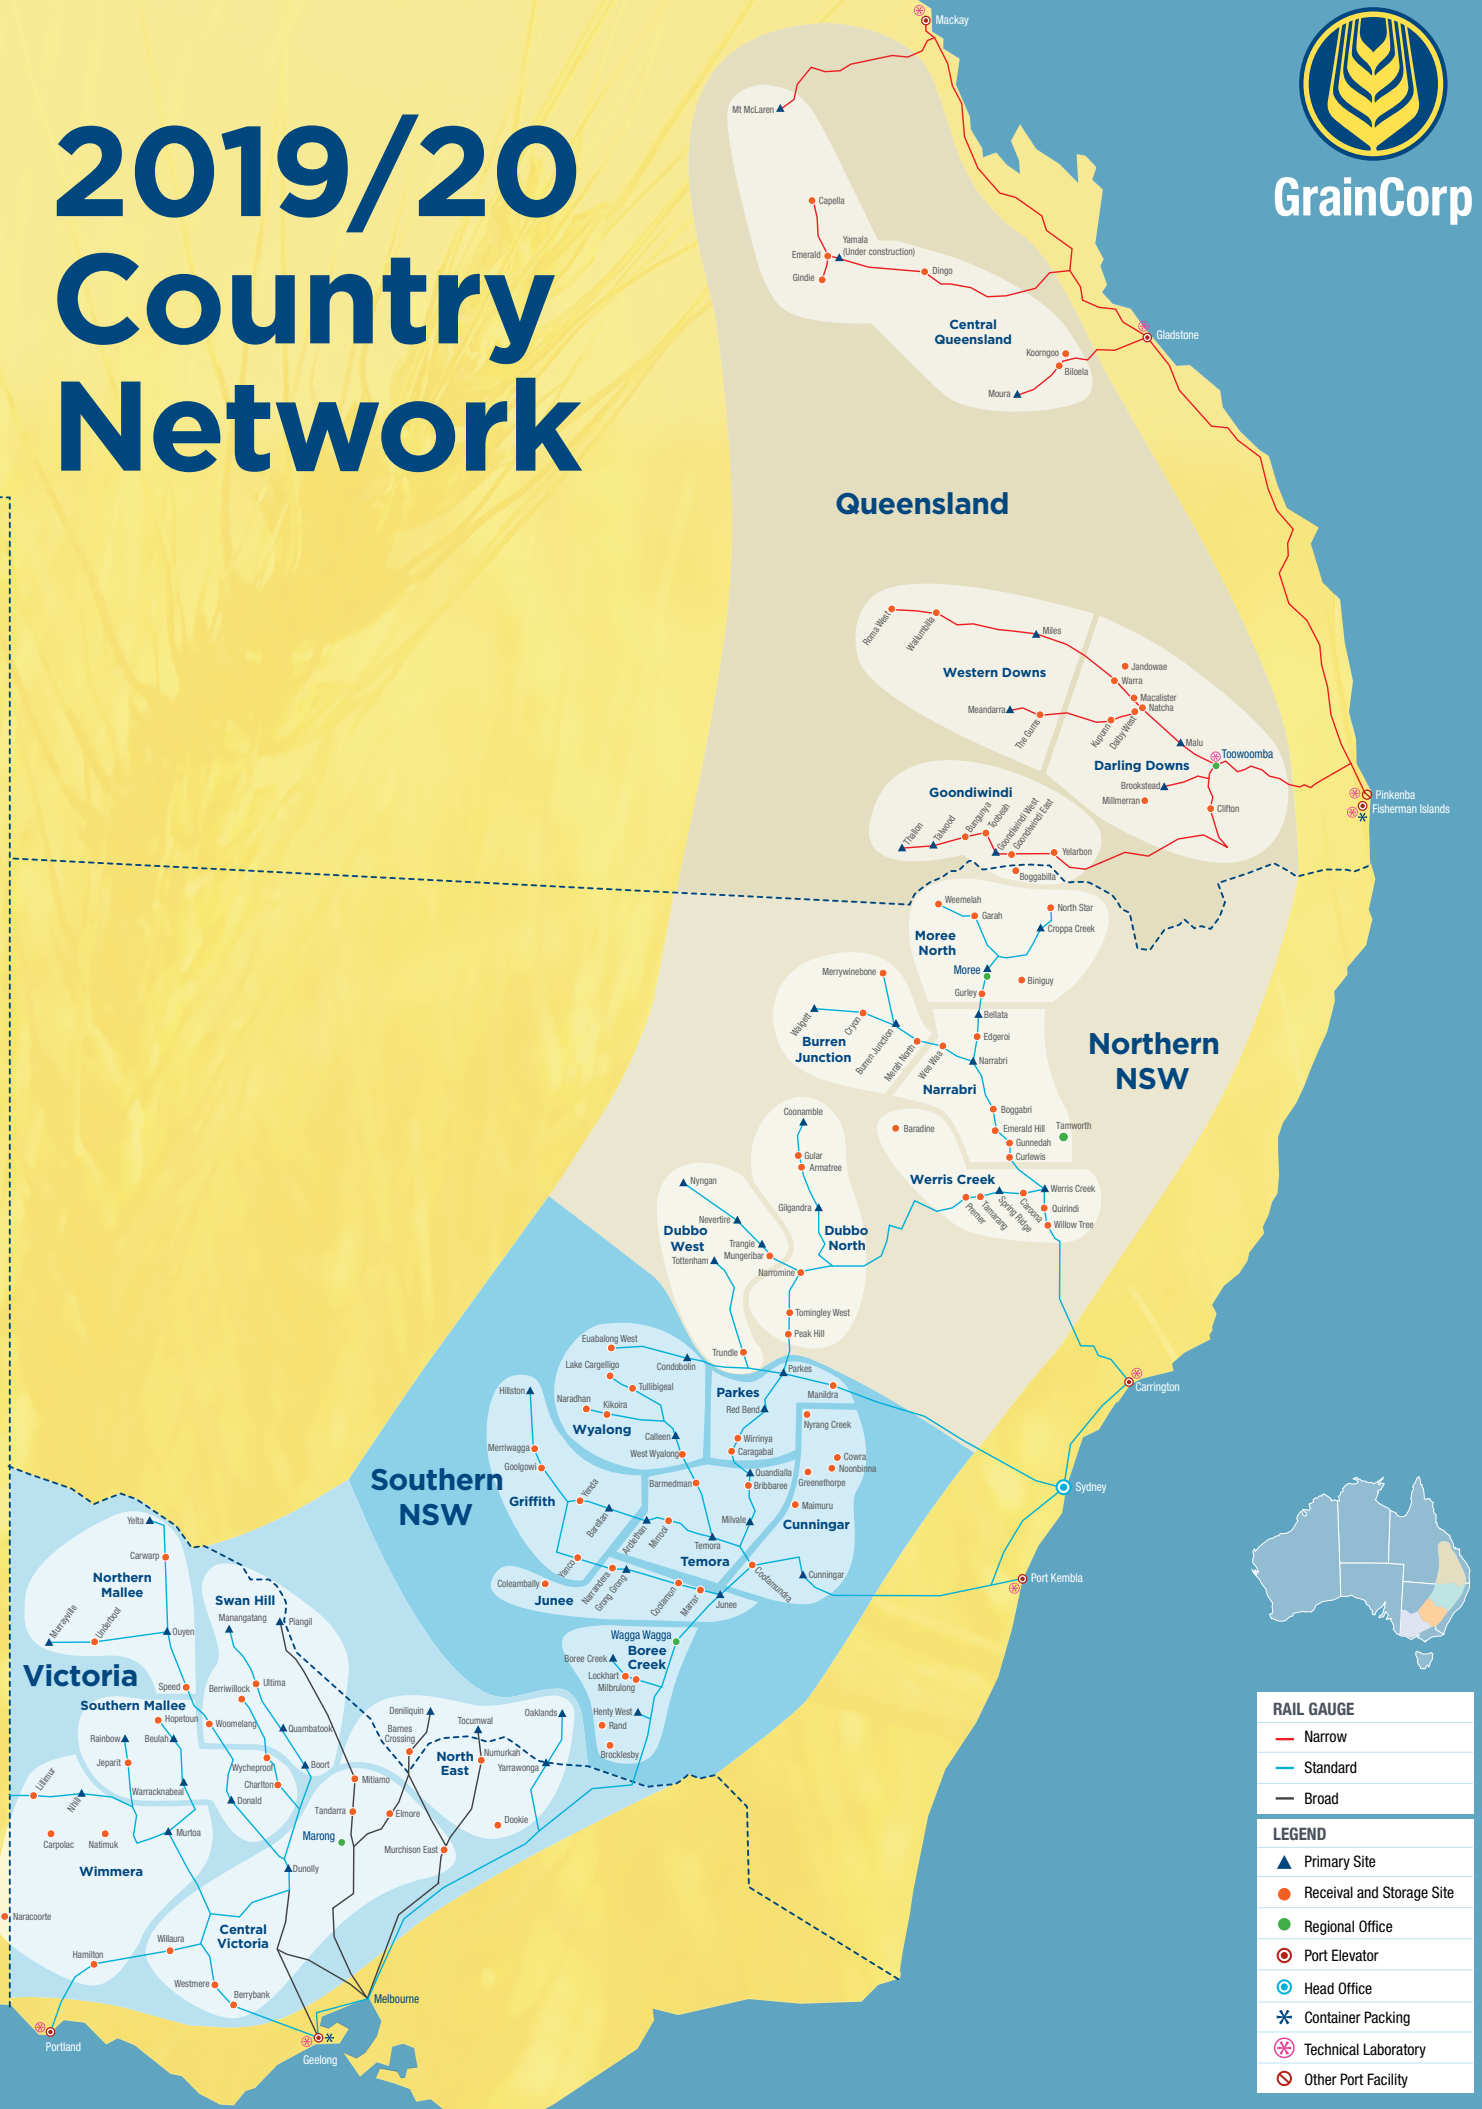 2019/20
Country
Network
GrainCorp
Mackay
Mt McLaren
Capella
Yamala
(Under construction)
Emerald
Gindie
Dingo
Central
Queensland
Gladstone
Koorngoo
Biloela
Moura
Queensland
Roma West
Wallumbilla
Miles
Western Downs
Jandowae
Warra
Macalister
Natcha
Meandarra
The Gums
Kupunn
Dalby West
Malu
Toowoomba
Darling Downs
Brookstead
Millmerran
Clifton
Pinkenba
Fisherman Islands
Goondiwindi
Thallon
Talwood
Bungunya
Toobeah
Goondiwindi West
Goondiwindi East
Yelarbon
Boggabilla
Weemelah
Garah
North Star
Croppa Creek
Moree
North
Moree
Biniguy
Gurley
Merrywinebone
Walgett
Cryon
Burren Junction
Merah North
Wee Waa
Burren
Junction
Bellata
Edgeroi
Narrabri
Narrabri
Northern
NSW
Boggabri
Emerald Hill
Tamworth
Gunnedah
Curlewis
Baradine
Coonamble
Gular
Armatree
Gilgandra
Dubbo
North
Werris Creek
Werris Creek
Premer
Tamarang
Spring Ridge
Caroona
Quirindi
Willow Tree
Nyngan
Nevertire
Dubbo
West
Trangie
Mungeribar
Tottenham
Narromine
Tomingley West
Peak Hill
Trundle
Carrington
Euabalong West
Condobolin
Lake Cargelligo
Tullibigeal
Naradhan
Kikoira
Wyalong
Calleen
West Wyalong
Parkes
Parkes
Manildra
Red Bend
Nyrang Creek
Wirrinya
Caragabal
Cowra
Noonbinna
Greenethorpe
Quandialla
Bribbaree
Maimuru
Cunningar
Milvale
Cunningar
Sydney
Port Kembla
Southern
NSW
Hillston
Merriwagga
Goolgowi
Griffith
Yenda
Barellan
Ardlethan
Mirrool
Barmedman
Temora
Temora
Cootamundra
Yanco
Coleambally
Junee
Narrandera
Grong Grong
Coolamon
Marrar
Junee
Wagga Wagga
Boree
Creek
Boree Creek
Lockhart
Milbrulong
Henty West
Rand
Brocklesby
Yelta
Carwarp
Northern
Mallee
Murrayville
Underbool
Ouyen
Speed
Victoria
Swan Hill
Manangatang
Piangil
Ultima
Berriwillock
Quambatook
Woomelang
Wycheproof
Boort
Charlton
Donald
Southern Mallee
Hopetoun
Rainbow
Beulah
Jeparit
Warracknabeal
Lillimur
Nhill
Murtoa
Carpolac
Natimuk
Wimmera
Naracoorte
Hamilton
Portland
Deniliquin
Barnes
Crossing
Tocumwal
Oaklands
North
East
Numurkah
Yarrawonga
Mitiamo
Tandarra
Elmore
Dookie
Marong
Murchison East
Dunolly
Central
Victoria
Willaura
Westmere
Berrybank
Melbourne
Geelong
RAIL GAUGE
Narrow
Standard
Broad
LEGEND
Primary Site
Receival and Storage Site
Regional Office
Port Elevator
Head Office
Container Packing
Technical Laboratory
Other Port Facility